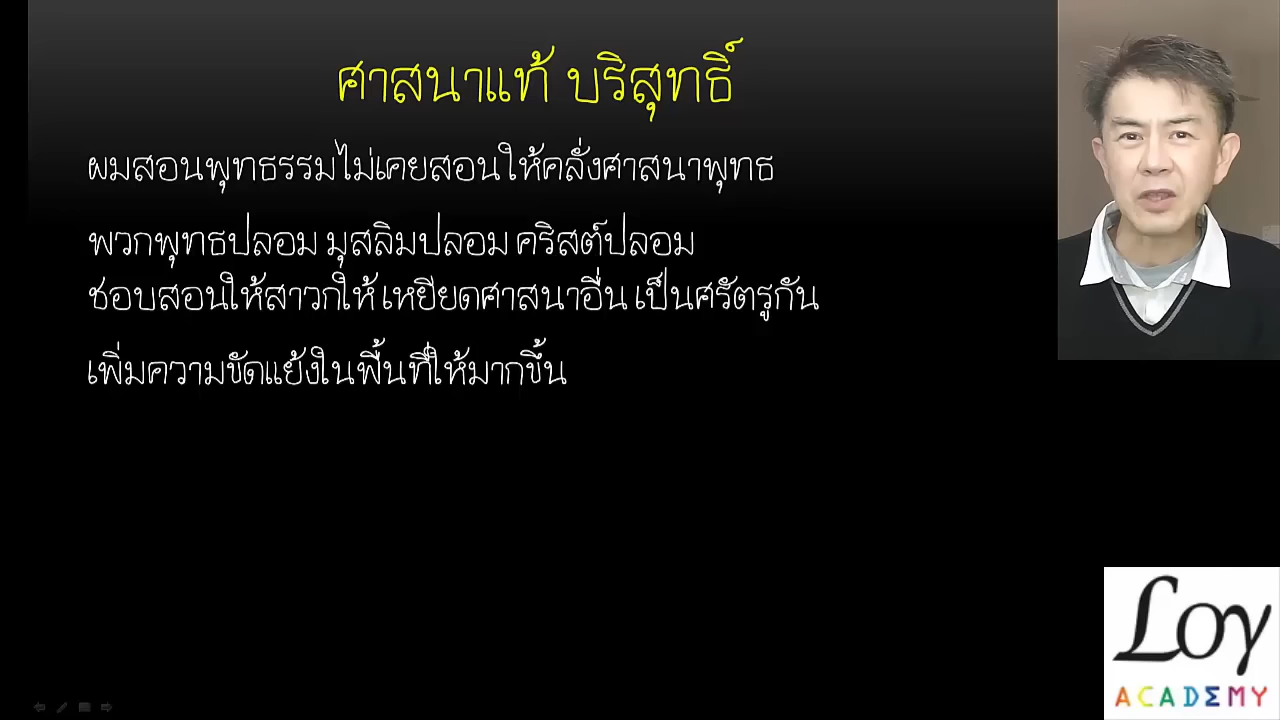 ศาสนาแท้ บริสุทธิ์
ผมสอนพุทธธรรมไม่เคยสอนให้คลั่งศาสนาพุทธ
พวกพุทธปลอม มุสลิมปลอม คริสต์ปลอม
ชอบสอนให้สาวกให้ เหยียดศาสนาอื่น เป็นศรัตรูกัน
เพิ่มความขัดแย้งในพื้นที่ให้มากขึ้น
Loy
ACADEMY